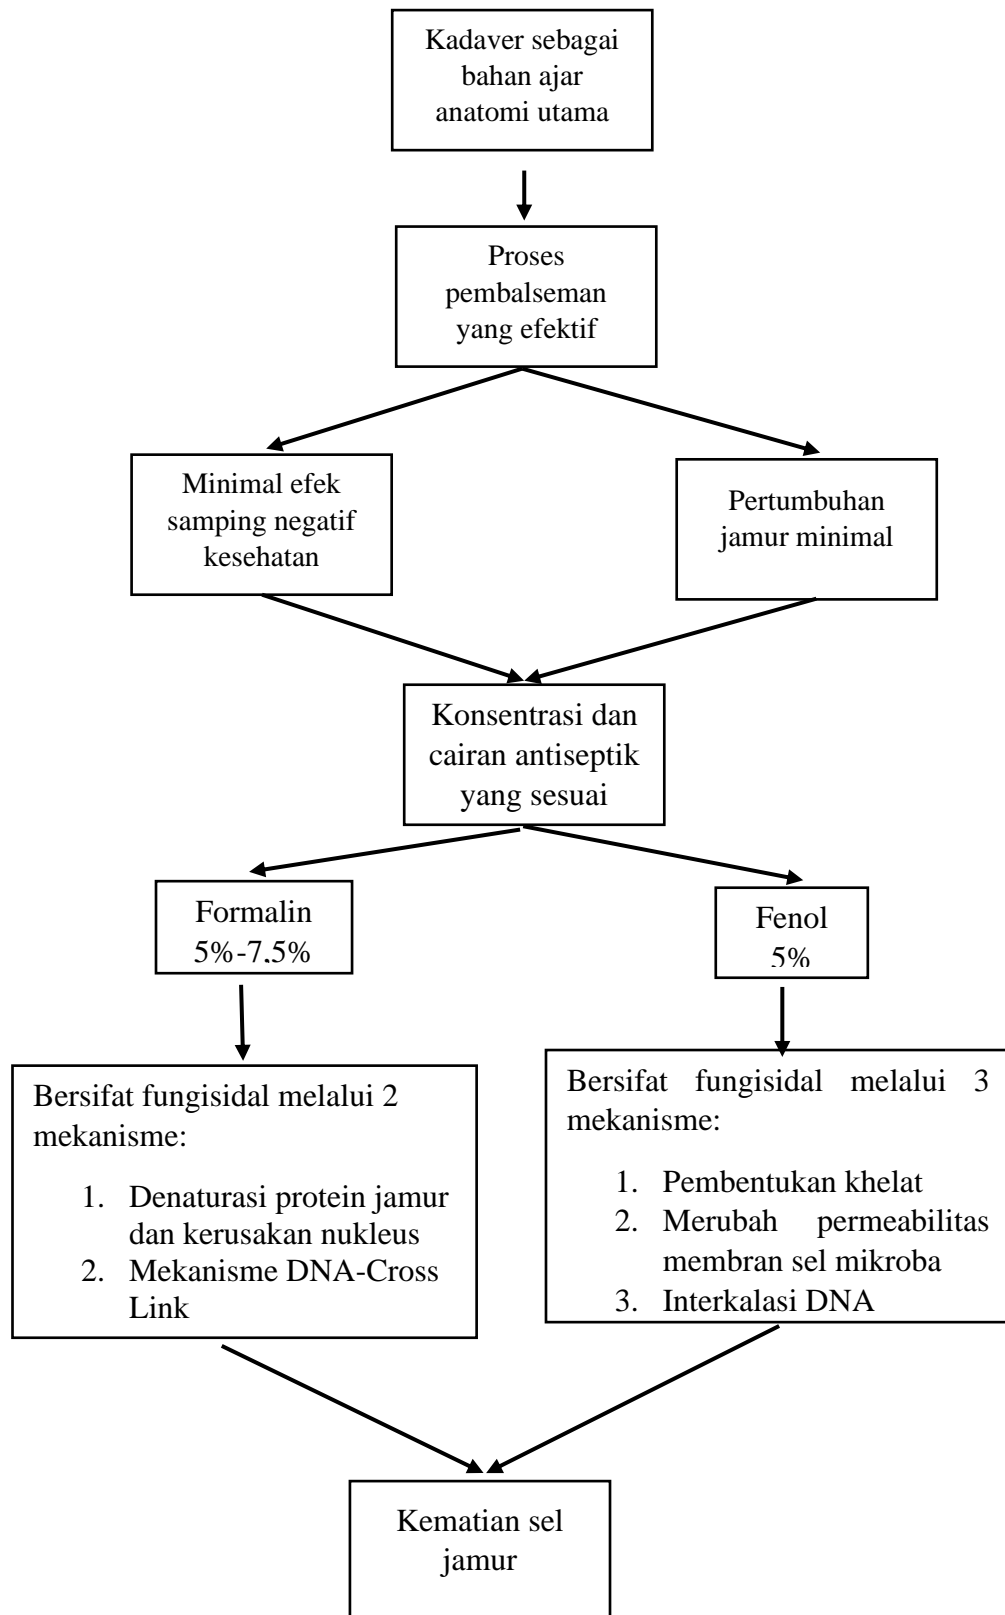 Kadaver sebagai
bahan ajar
anatomi utama
Proses
pembalseman
yang efektif
Minimal efek
samping negatif
kesehatan
Pertumbuhan
jamur minimal
Konsentrasi dan
cairan antiseptik
yang sesuai
Formalin
5%-7,5%
Fenol
5%
Bersifat fungisidal melalui 2
mekanisme:
1. Denaturasi protein jamur
dan kerusakan nukleus
2. Mekanisme DNA-Cross
Link
Bersifat fungisidal melalui 3
mekanisme:
1. Pembentukan khelat
2. Merubah permeabilitas
membran sel mikroba
3. Interkalasi DNA
Kematian sel
jamur